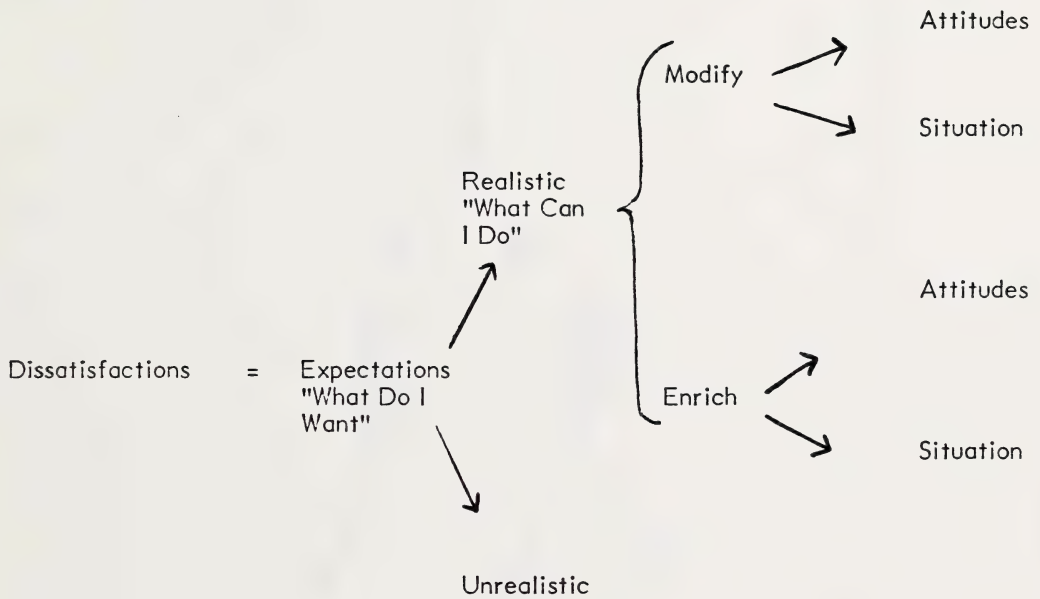 Attitudes
Modify
Situation
Realistic
"What Can
I Do"
Attitudes
Dissatisfactions = Expectations
"What Do I
Want"
Enrich
Situation
Unrealistic